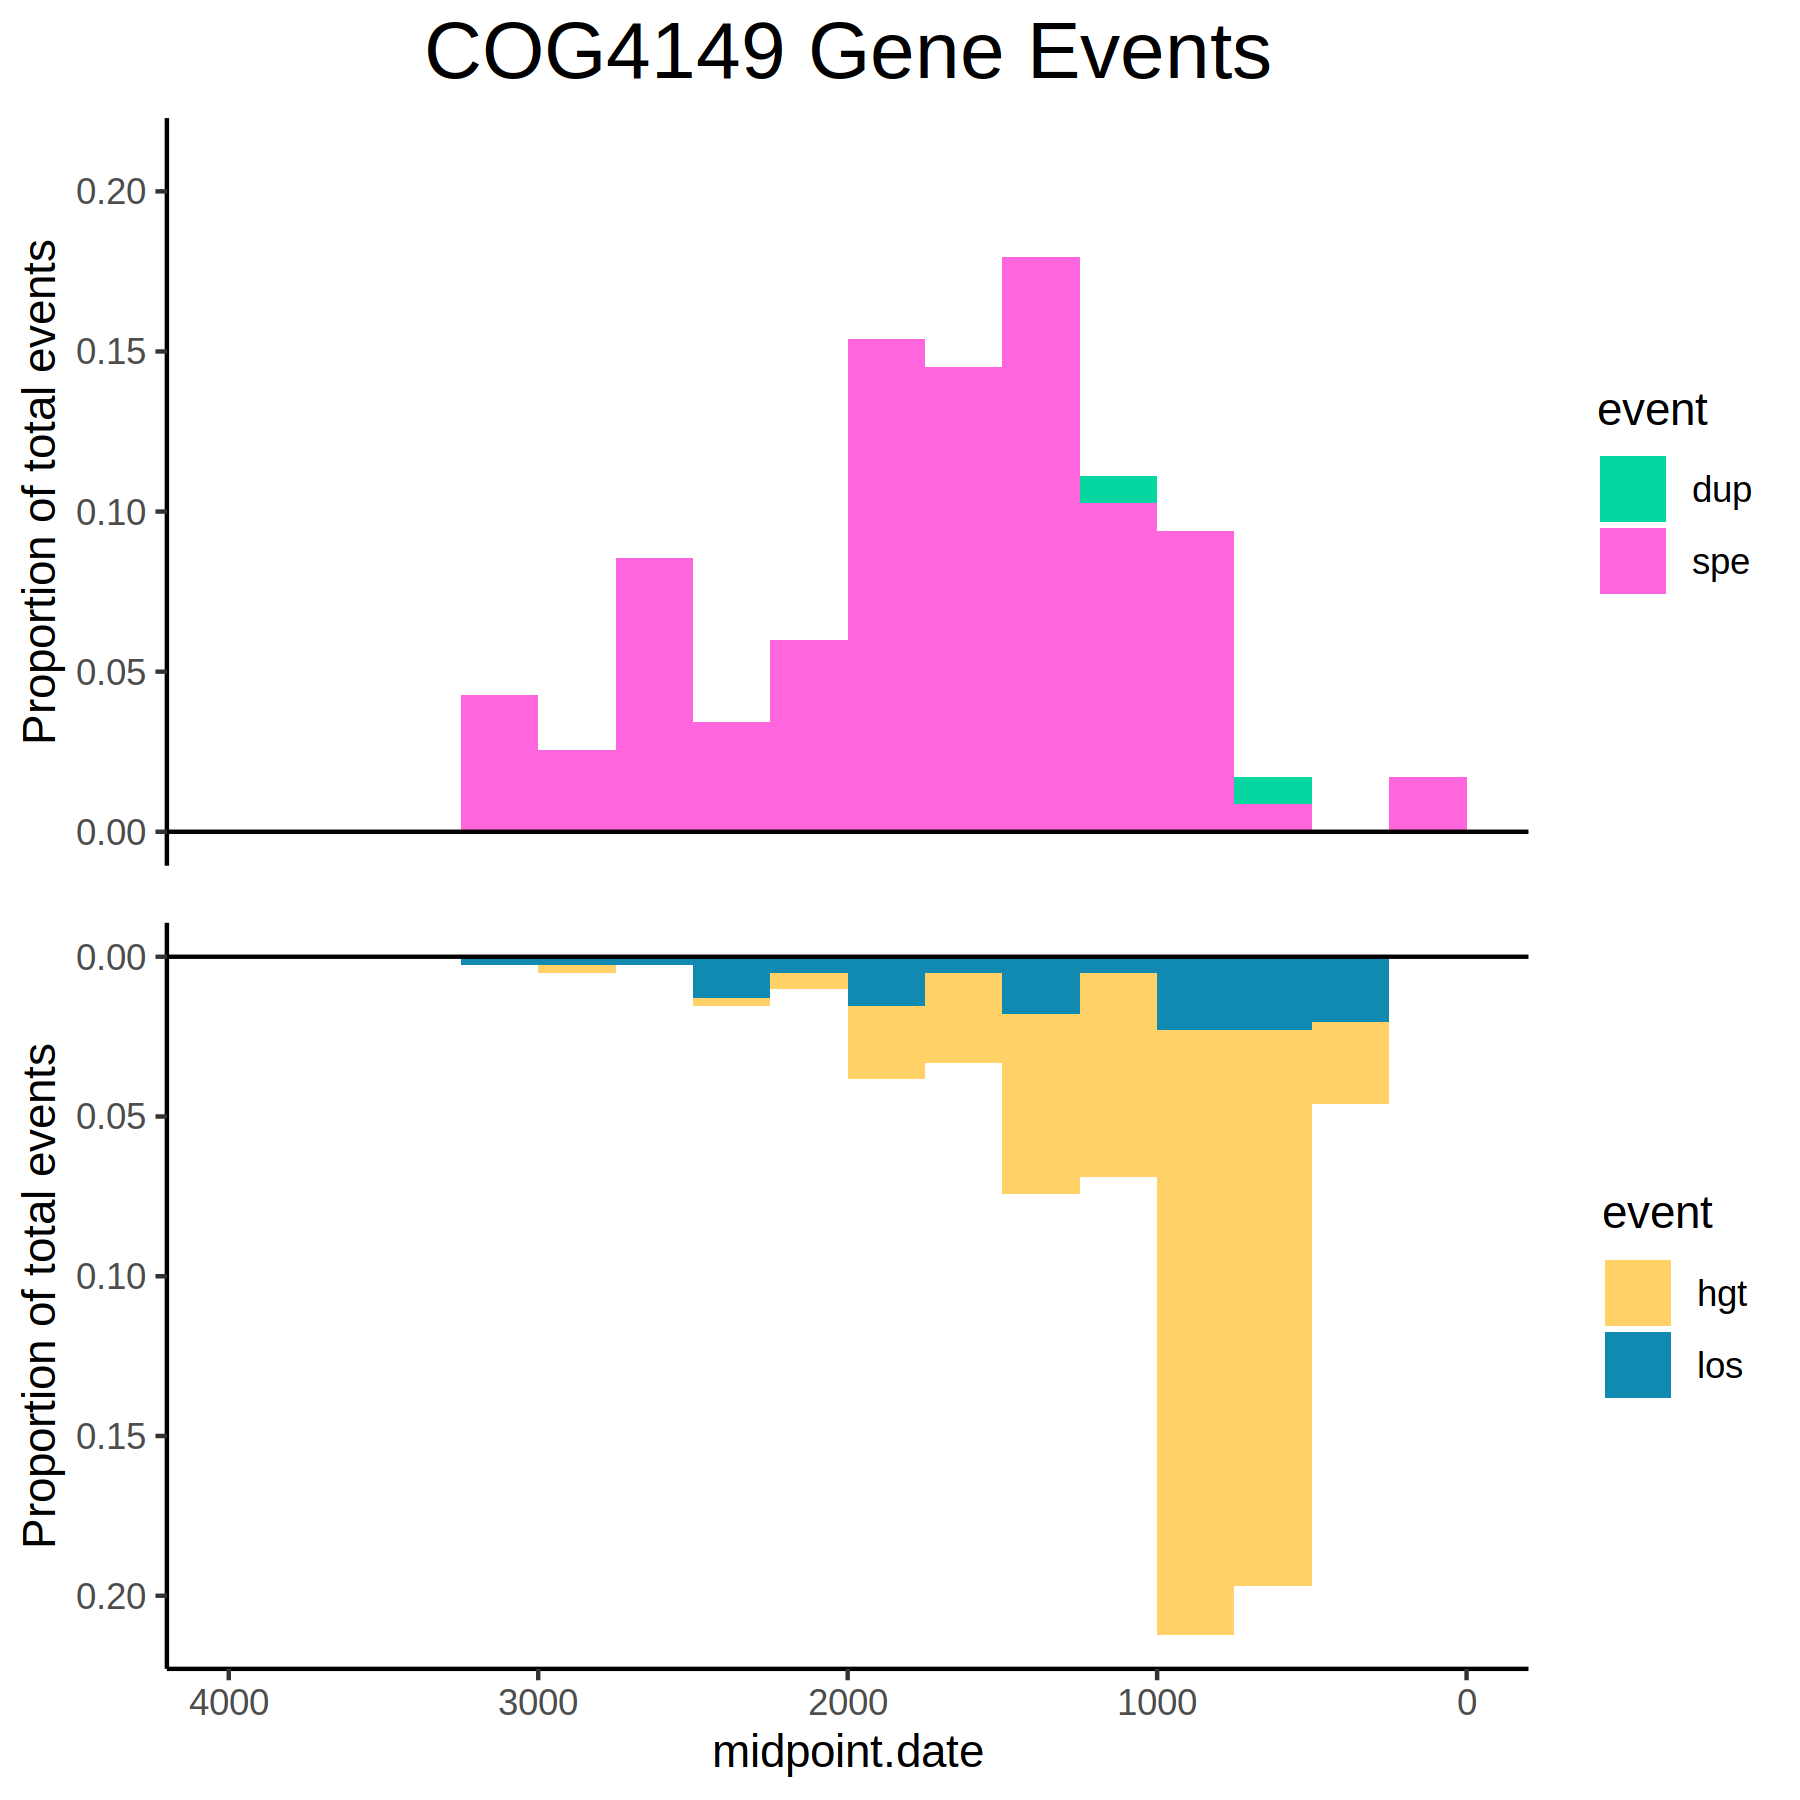 COG4149 Gene Events
Proportion of total events
0.20
0.15
0.10
0.05
0.00
event
dup
spe
Proportion of total events
0.00
0.05
0.10
0.15
0.20
event
hgt
los
4000 3000 2000 1000 0
midpoint.date